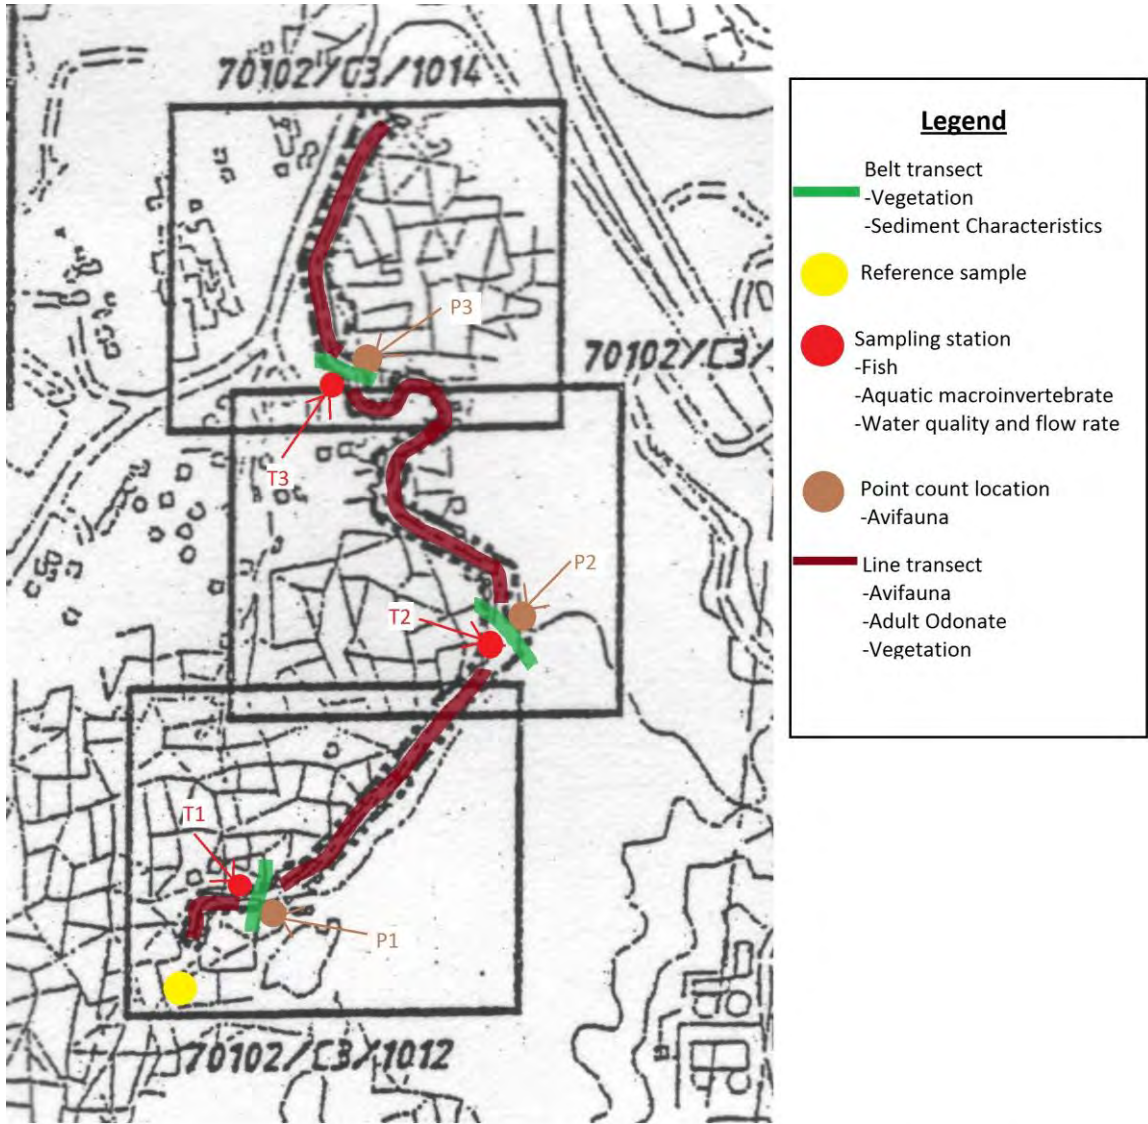 70102/C3/1014
P3
70102/C3/
T3
P2
T2
T1
P1
70102/C3/1012
Legend
Belt transect
-Vegetation
-Sediment Characteristics
Reference sample
Sampling station
-Fish
-Aquatic macroinvertebrate
-Water quality and flow rate
Point count location
-Avifauna
Line transect
-Avifauna
-Adult Odonate
-Vegetation